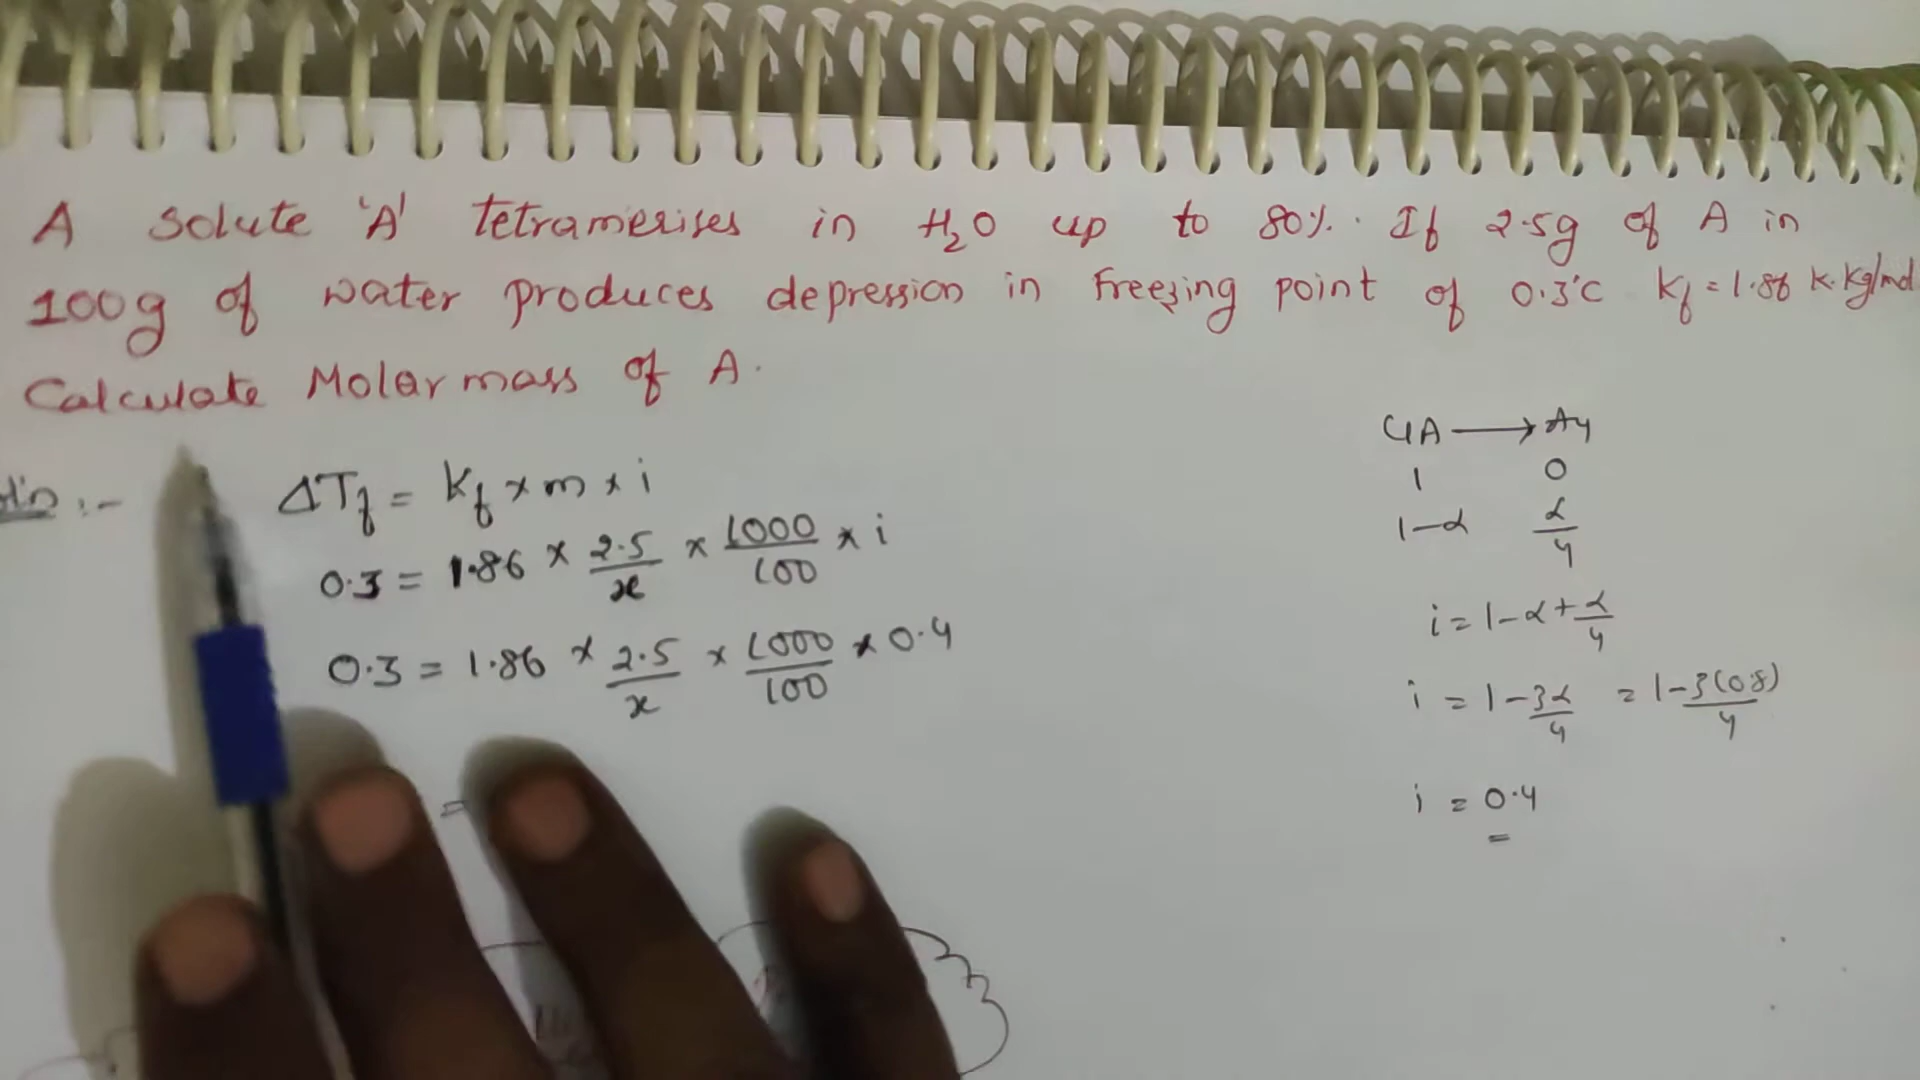 A solute 'A' tetramerises in H₂O up to 80%. If 2.5g of A in
100g of water produces depression in Freezing point of 0.3°C Kf = 1.86 K.Kg/mol
Calculate Molar mass of A.
ΔTf = Kf × m × i
0.3 = 1.86 × 2.5/x × 1000/100 × i
0.3 = 1.86 × 2.5/x × 1000/100 × 0.4
=
4A → A4
1 0
1-α α/4
i = 1-α+α/4
i = 1-3α/4 = 1-3(0.8)/4
i = 0.4